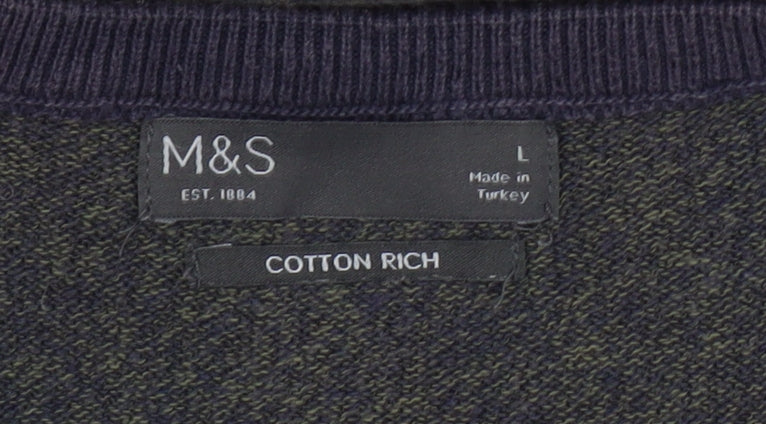 M&S
EST. 1884
L
Made in
Turkey
COTTON RICH